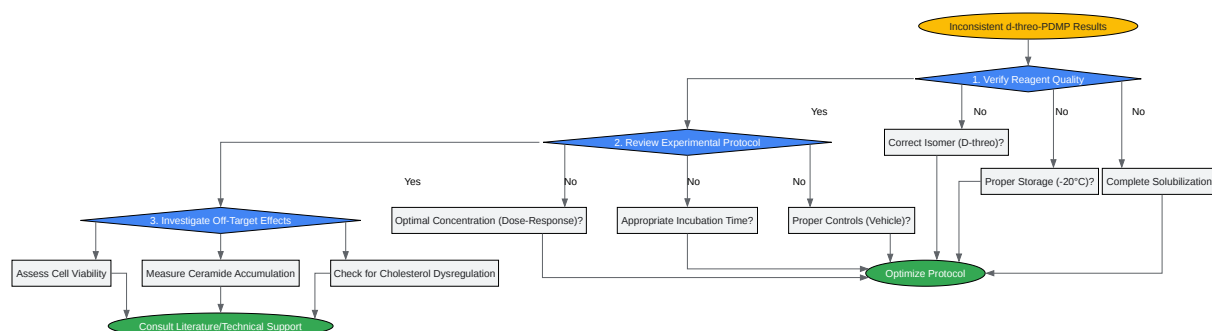 Inconsistent d-threo-PDMP Results
1. Verify Reagent Quality
Yes
No
No
No
2. Review Experimental Protocol
Correct Isomer (D-threo)?
Yes
No
No
No
Proper Storage (-20°C)?
Complete Solubilization
3. Investigate Off-Target Effects
Optimal Concentration (Dose-Response)?
Appropriate Incubation Time?
Proper Controls (Vehicle)?
Assess Cell Viability
Measure Ceramide Accumulation
Check for Cholesterol Dysregulation
Optimize Protocol
Consult Literature/Technical Support